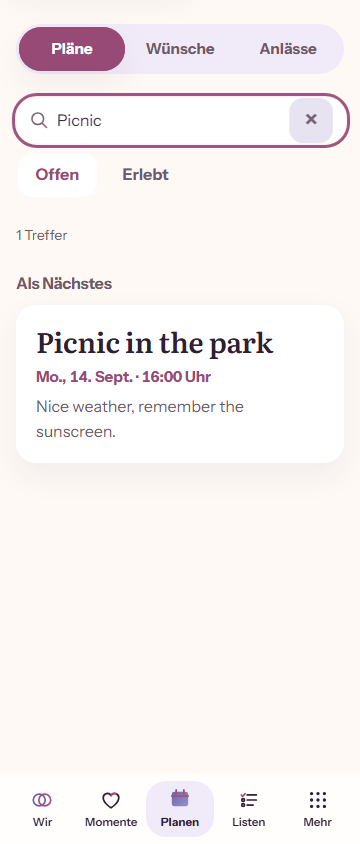 Pläne Wünsche Anlässe
Picnic
Offen Erlebt
1 Treffer
Als Nächstes
Picnic in the park
Mo., 14. Sept. · 16:00 Uhr
Nice weather, remember the
sunscreen.
Wir Momente Planen Listen Mehr